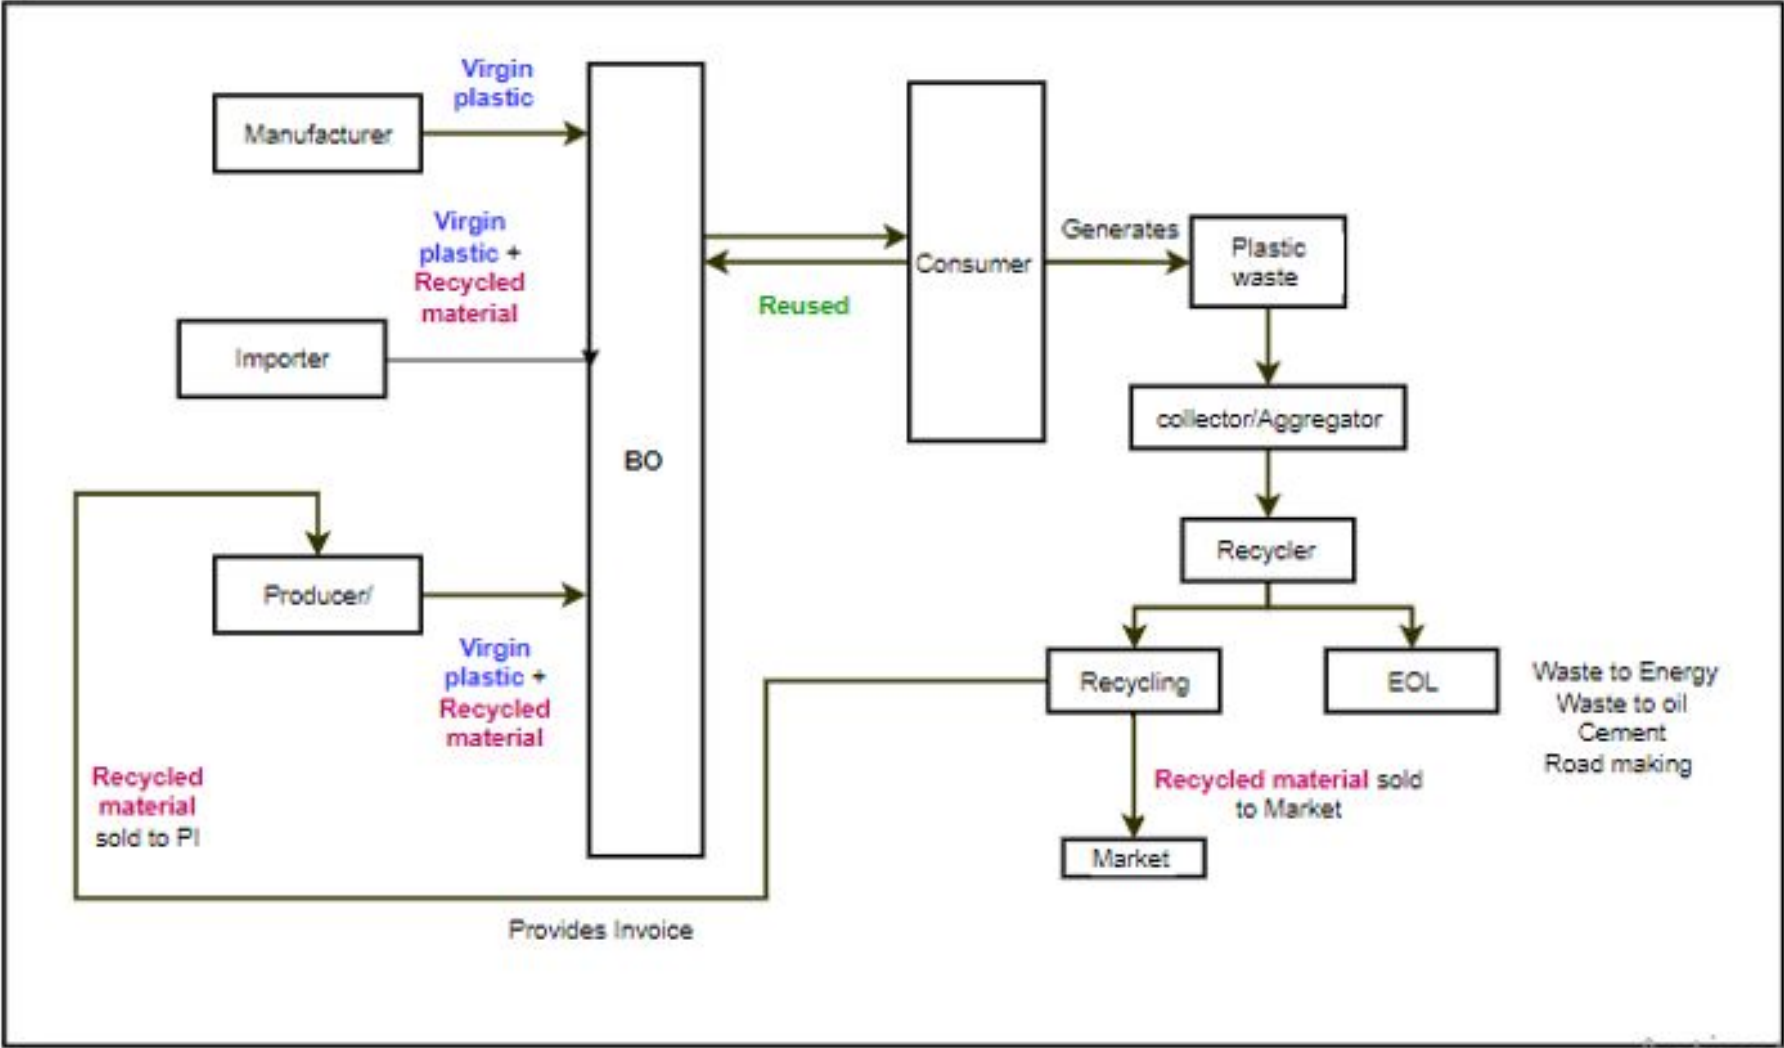 Virgin
plastic
Manufacturer
Virgin
plastic +
Recycled
material
Importer
BO
Reused
Consumer
Generates
Plastic
waste
collector/Aggregator
Recycler
Recycling
EOL
Waste to Energy
Waste to oil
Cement
Road making
Recycled material sold
to Market
Market
Producer/
Virgin
plastic +
Recycled
material
Recycled
material
sold to PI
Provides Invoice